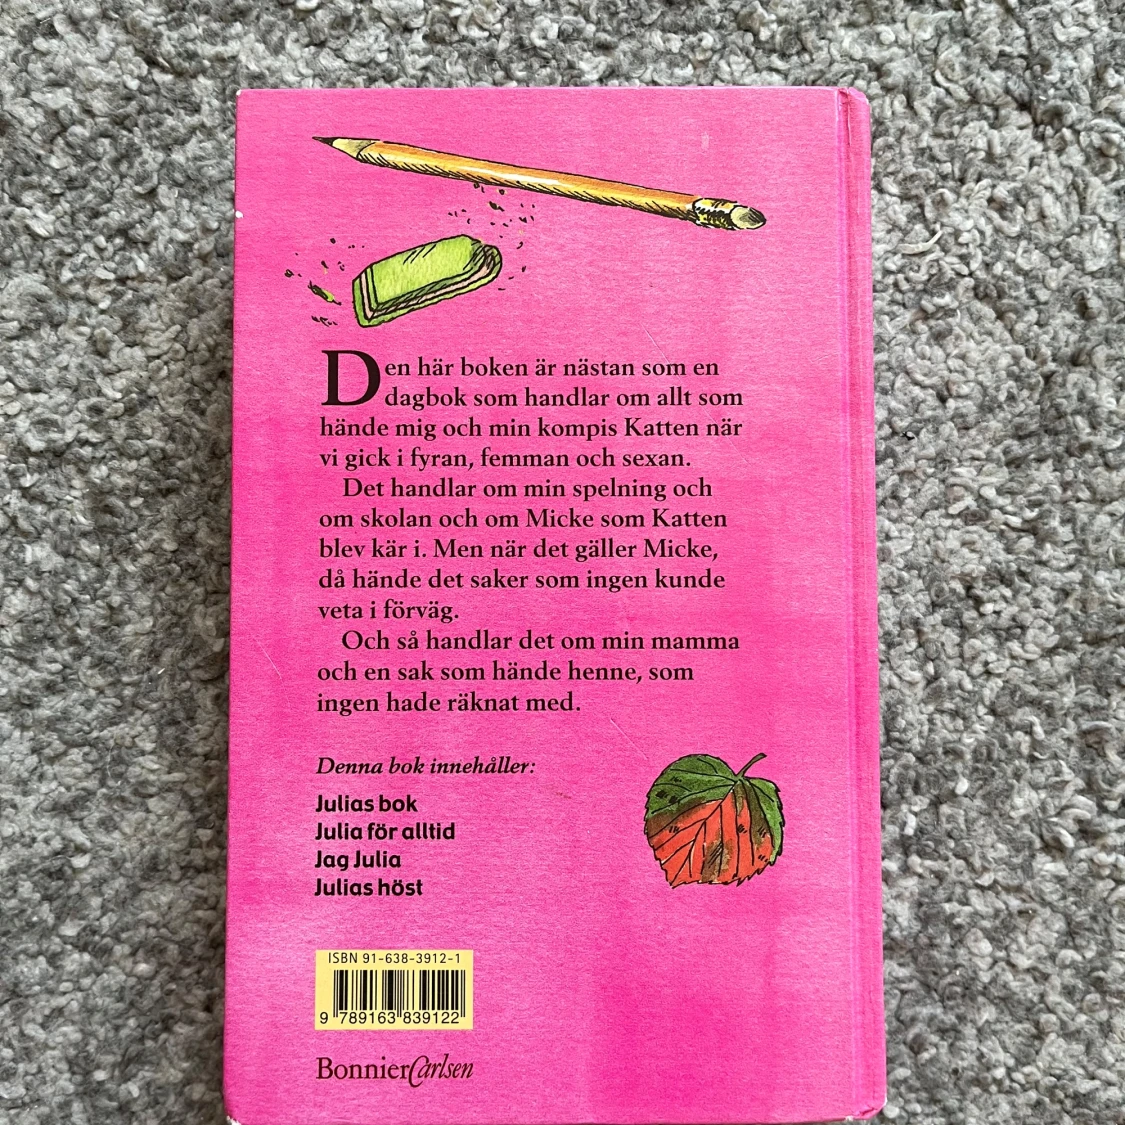 Den här boken är nästan som en
dagbok som handlar om allt som
hände mig och min kompis Katten när
vi gick i fyran, femman och sexan.
Det handlar om min spelning och
om skolan och om Micke som Katten
blev kär i. Men när det gäller Micke,
då hände det saker som ingen kunde
veta i förväg.
Och så handlar det om min mamma
och en sak som hände henne, som
ingen hade räknat med.
Denna bok innehåller:
Julias bok
Julia för alltid
Jag Julia
Julias höst
ISBN 91-638-3912-1
9 789163 839122
BonnierCarlsen